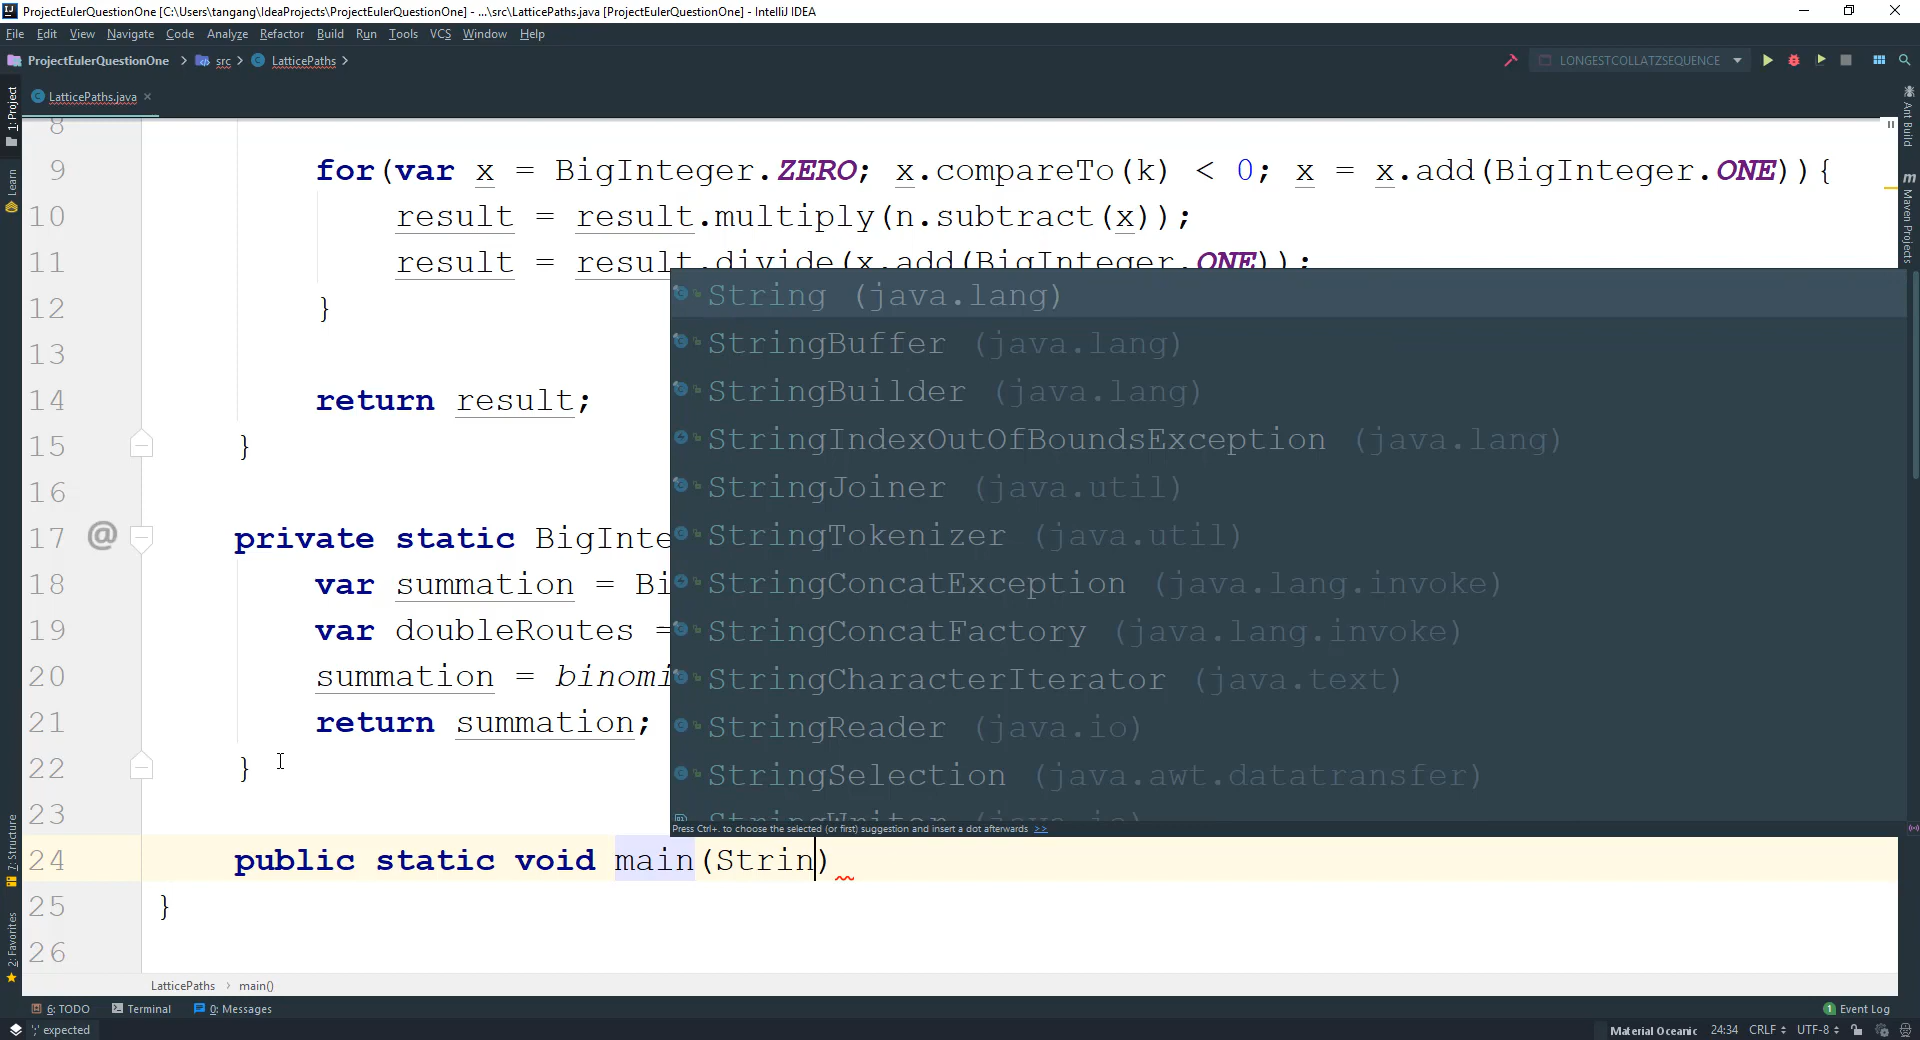 ProjectEulerQuestionOne [C:\Users\tangang\IdeaProjects\ProjectEulerQuestionOne] - ...\src\LatticePaths.java [ProjectEulerQuestionOne] - IntelliJ IDEA
File Edit View Navigate Code Analyze Refactor Build Run Tools VCS Window Help
ProjectEulerQuestionOne src LatticePaths LONGESTCOLLATZSEQUENCE
LatticePaths.java
1: Project
Learn
7: Structure
2: Favorites
Ant Build
Maven Projects
8
9 for(var x = BigInteger.ZERO; x.compareTo(k) < 0; x = x.add(BigInteger.ONE)){
10 result = result.multiply(n.subtract(x));
11 result = result.divide(x.add(BigInteger.ONE));
12 }
13
14 return result;
15 }
16
17 @ private static BigInte
18 var summation = Bi
19 var doubleRoutes =
20 summation = binomi
21 return summation;
22 }
23
24 public static void main(Strin)
25 }
26
String (java.lang)
StringBuffer (java.lang)
StringBuilder (java.lang)
StringIndexOutOfBoundsException (java.lang)
StringJoiner (java.util)
StringTokenizer (java.util)
StringConcatException (java.lang.invoke)
StringConcatFactory (java.lang.invoke)
StringCharacterIterator (java.text)
StringReader (java.io)
StringSelection (java.awt.datatransfer)
StringWriter (java.io)
Press Ctrl+. to choose the selected (or first) suggestion and insert a dot afterwards >>
LatticePaths main()
6: TODO Terminal 0: Messages Event Log
';' expected Material Oceanic 24:34 CRLF UTF-8